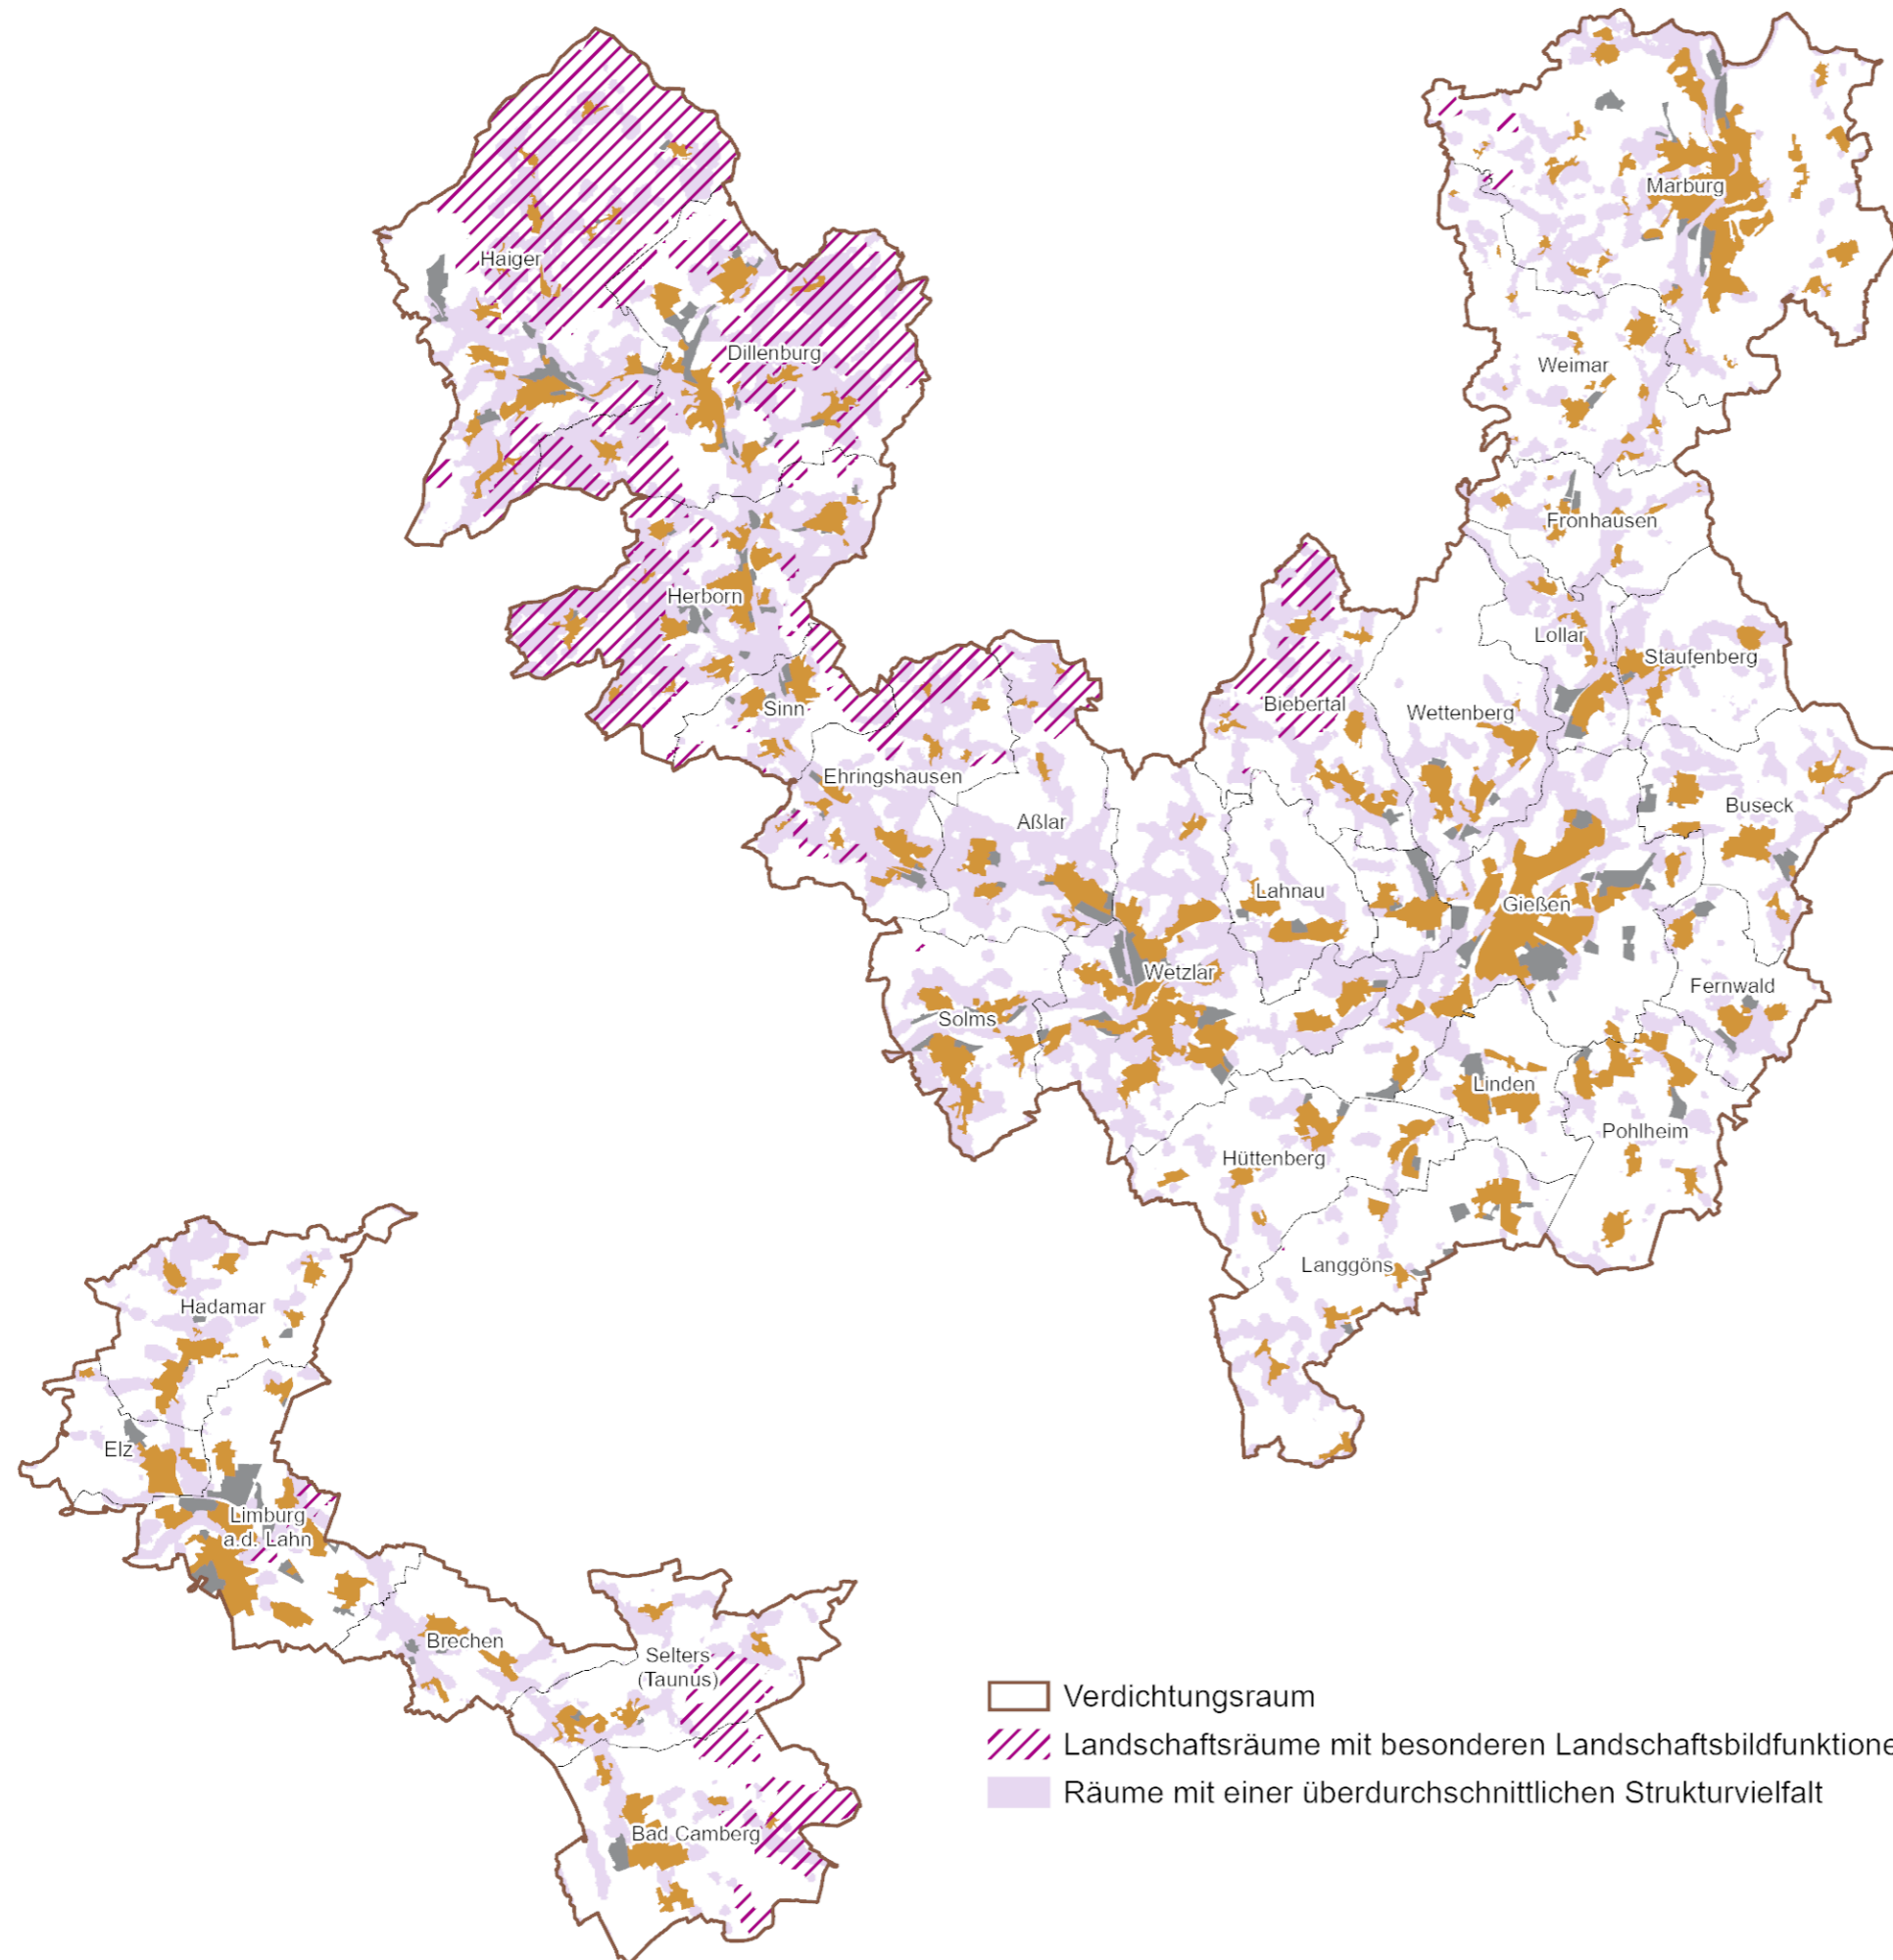 Marburg
Haiger
Dillenburg
Weimar
Fronhausen
Herborn
Lollar
Staufenberg
Sinn
Biebertal
Wettenberg
Ehringshausen
Aßlar
Buseck
Lahnau
Gießen
Wetzlar
Fernwald
Solms
Linden
Pohlheim
Hüttenberg
Langgöns
Hadamar
Elz
Limburg
a.d. Lahn
Brechen
Selters
(Taunus)
Bad Camberg
Verdichtungsraum
Landschaftsräume mit besonderen Landschaftsbildfunktione
Räume mit einer überdurchschnittlichen Strukturvielfalt